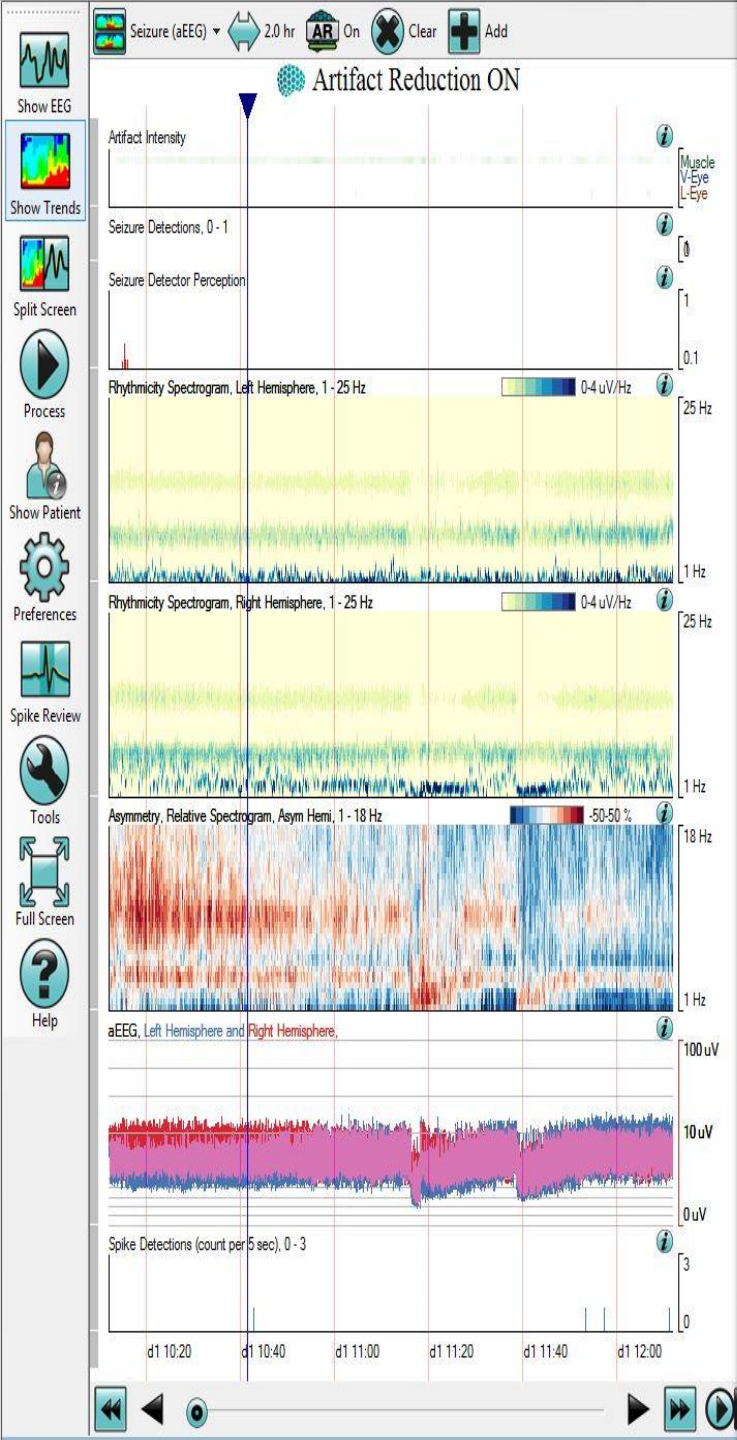 Seizure (aEEG) 2.0 hr AR On Clear Add
Artifact Reduction ON
Show EEG
Show Trends
Split Screen
Process
Show Patient
Preferences
Spike Review
Tools
Full Screen
Help
Artifact Intensity
Muscle
V-Eye
L-Eye
Seizure Detections, 0 - 1
Seizure Detector Perception
1
0.1
Rhythmicity Spectrogram, Left Hemisphere, 1 - 25 Hz 0-4 uV/Hz
25 Hz
1 Hz
Rhythmicity Spectrogram, Right Hemisphere, 1 - 25 Hz 0-4 uV/Hz
25 Hz
1 Hz
Asymmetry, Relative Spectrogram, Asym Hemi, 1 - 18 Hz -50-50 %
18 Hz
1 Hz
aEEG, Left Hemisphere and Right Hemisphere,
100 uV
10 uV
0 uV
Spike Detections (count per 5 sec), 0 - 3
3
0
d1 10:20 d1 10:40 d1 11:00 d1 11:20 d1 11:40 d1 12:00